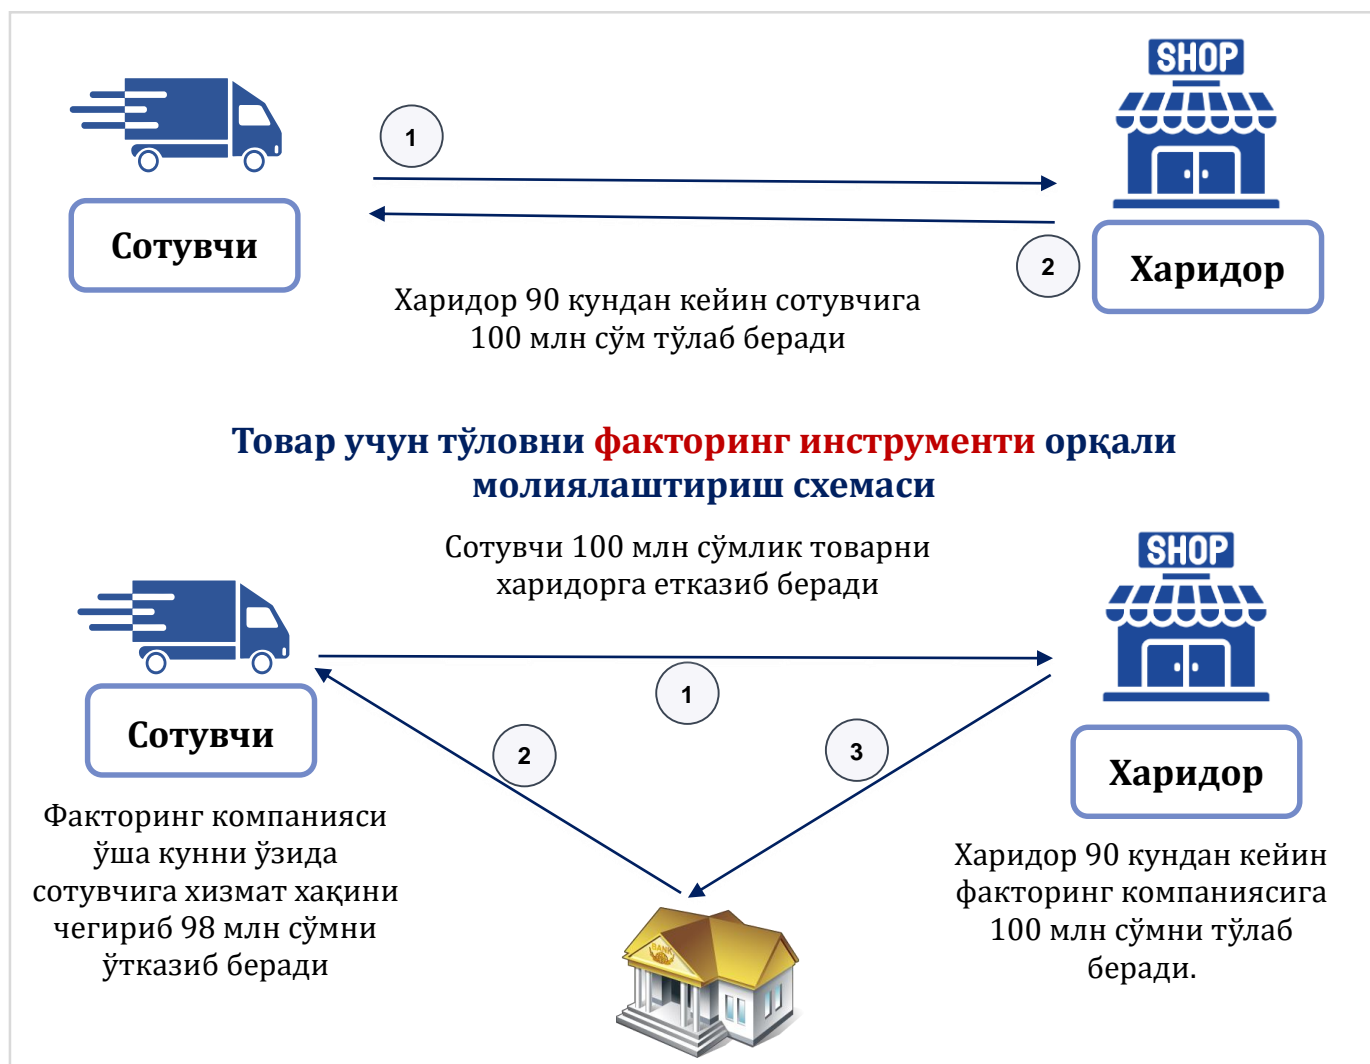 SHOP
1
Сотувчи
2
Харидор
Харидор 90 кундан кейин сотувчига
100 млн сўм тўлаб беради
Товар учун тўловни факторинг инструменти орқали
молиялаштириш схемаси
Сотувчи 100 млн сўмлик товарни
харидорга етказиб беради
SHOP
1
Сотувчи
2
3
Харидор
Факторинг компанияси
ўша кунни ўзида
сотувчига хизмат хақини
чегириб 98 млн сўмни
ўтказиб беради
Харидор 90 кундан кейин
факторинг компаниясига
100 млн сўмни тўлаб
беради.
BANK